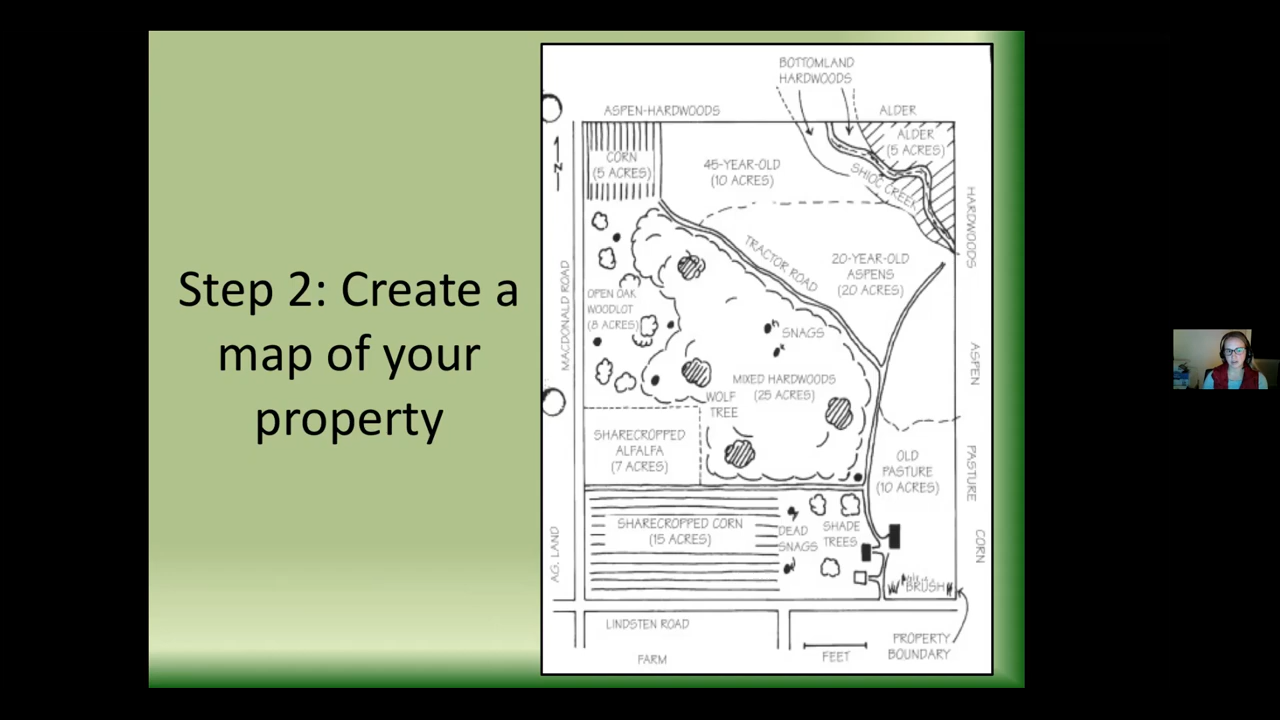 Step 2: Create a
map of your
property
BOTTOMLAND
HARDWOODS
ASPEN-HARDWOODS
ALDER
ALDER
(5 ACRES)
CORN
(5 ACRES)
45-YEAR-OLD
(10 ACRES)
SHIOC CREEK
N
HARDWOODS
TRACTOR ROAD
20-YEAR-OLD
ASPENS
(20 ACRES)
MACDONALD ROAD
OPEN OAK
WOODLOT
(8 ACRES)
SNAGS
ASPEN
MIXED HARDWOODS
(25 ACRES)
WOLF
TREE
SHARECROPPED
ALFALFA
(7 ACRES)
OLD
PASTURE
(10 ACRES)
PASTURE
SHARECROPPED CORN
(15 ACRES)
DEAD
SNAGS
SHADE
TREES
CORN
AG. LAND
BRUSH
LINDSTEN ROAD
FARM
FEET
PROPERTY
BOUNDARY